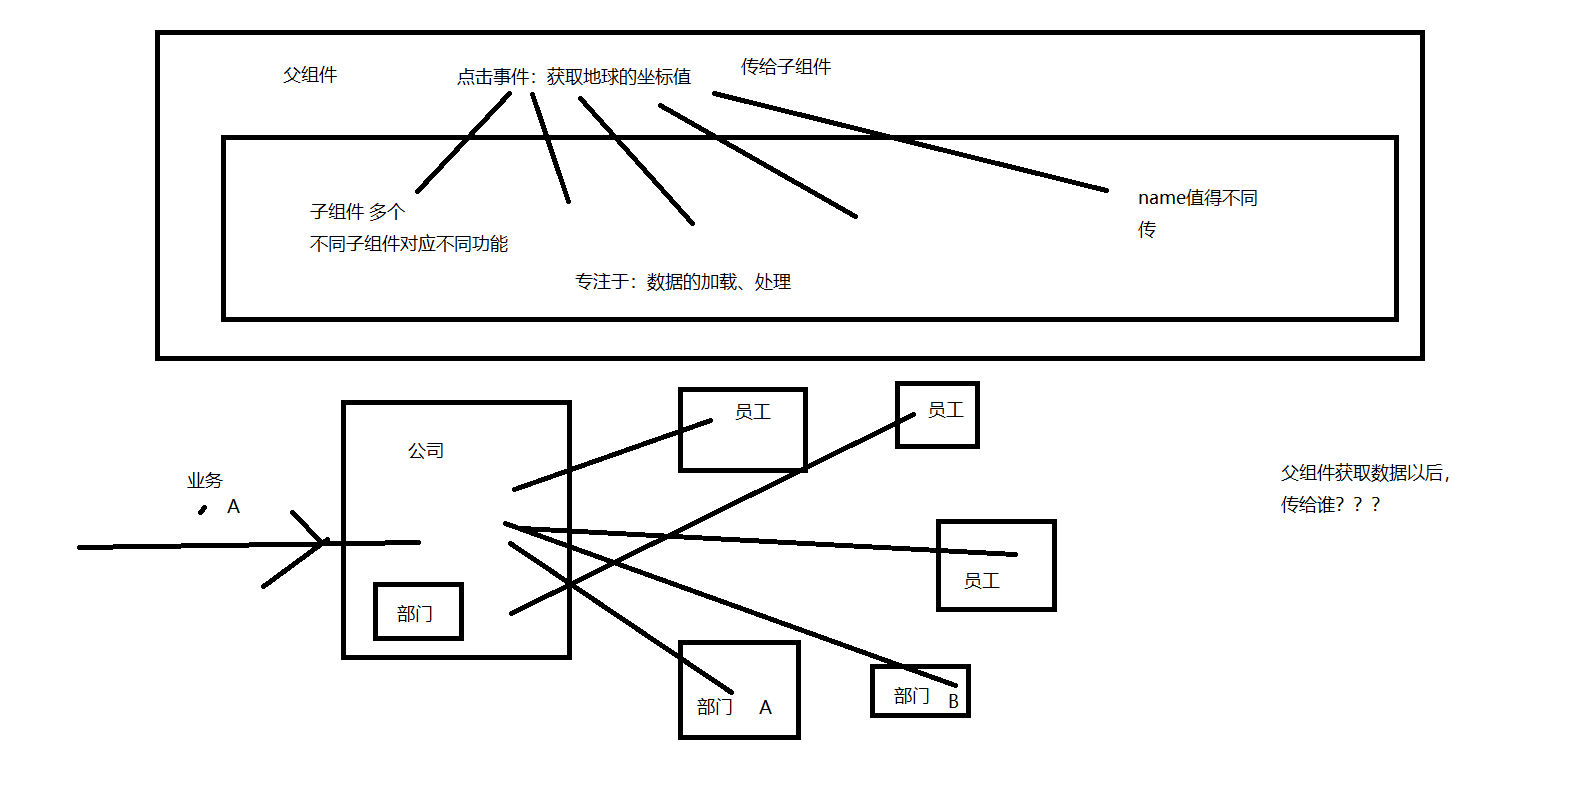 父组件
点击事件：获取地球的坐标值
传给子组件
子组件 多个
不同子组件对应不同功能
name值得不同
传
专注于：数据的加载、处理
公司
员工
员工
业务
A
父组件获取数据以后，
传给谁？？？
员工
部门
部门 A
部门 B